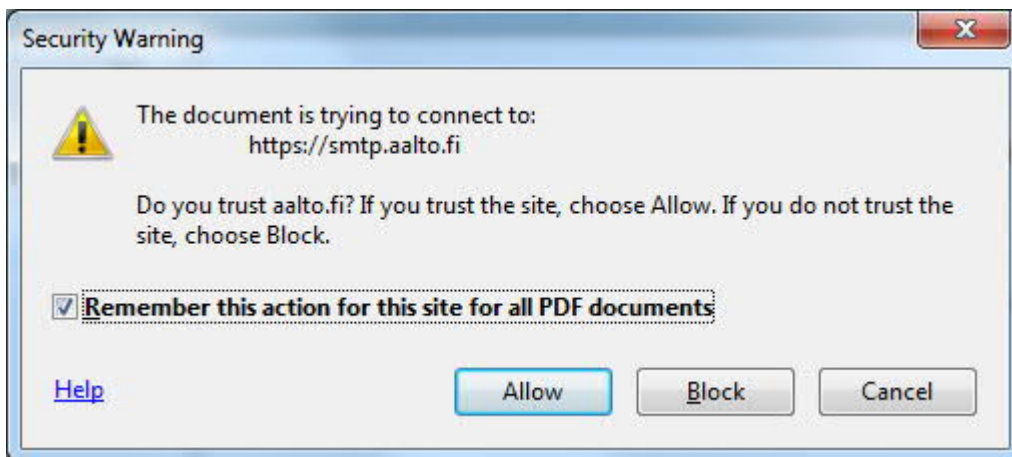 Security Warning
The document is trying to connect to:
https://smtp.aalto.fi
Do you trust aalto.fi? If you trust the site, choose Allow. If you do not trust the
site, choose Block.
Remember this action for this site for all PDF documents
Help
Allow
Block
Cancel